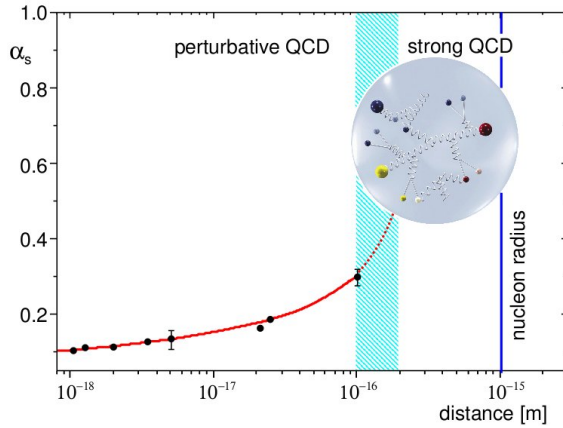 1.0
perturbative QCD
strong QCD
αs
0.8
0.6
0.4
nucleon radius
0.2
10⁻¹⁸
10⁻¹⁷
10⁻¹⁶
10⁻¹⁵
distance [m]